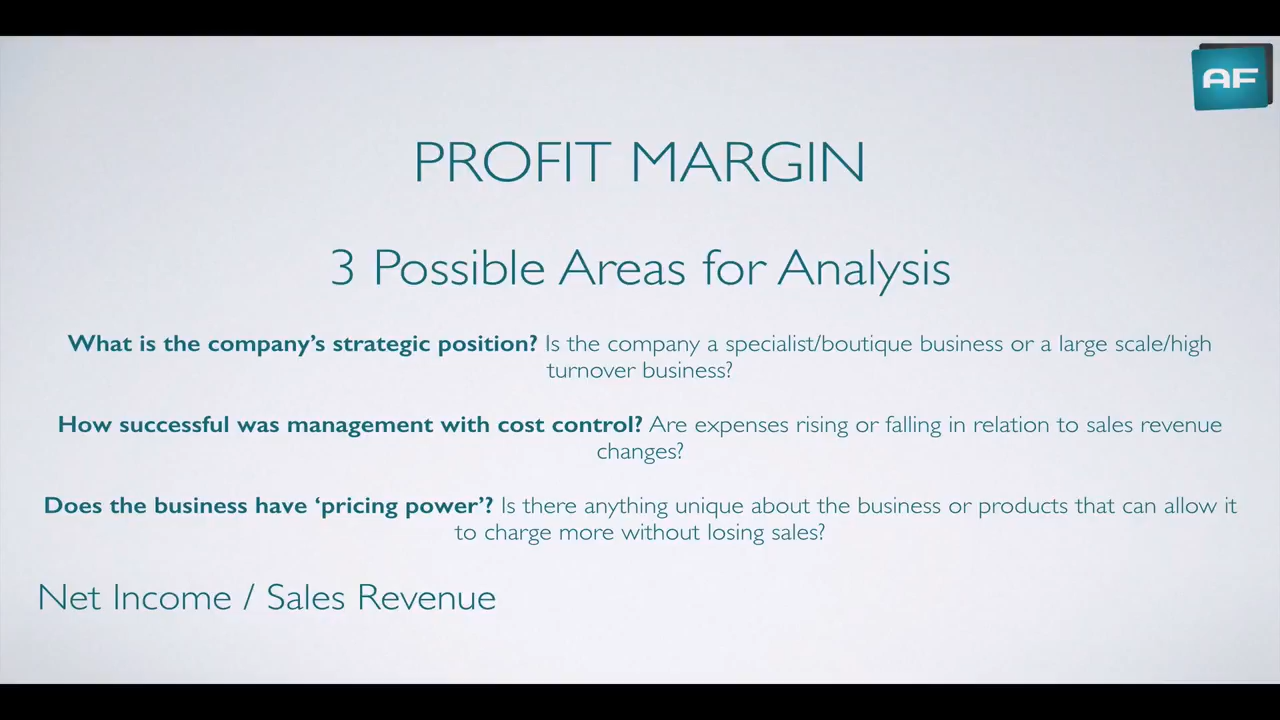 AF
PROFIT MARGIN
3 Possible Areas for Analysis
What is the company’s strategic position? Is the company a specialist/boutique business or a large scale/high
turnover business?
How successful was management with cost control? Are expenses rising or falling in relation to sales revenue
changes?
Does the business have ‘pricing power’? Is there anything unique about the business or products that can allow it
to charge more without losing sales?
Net Income / Sales Revenue